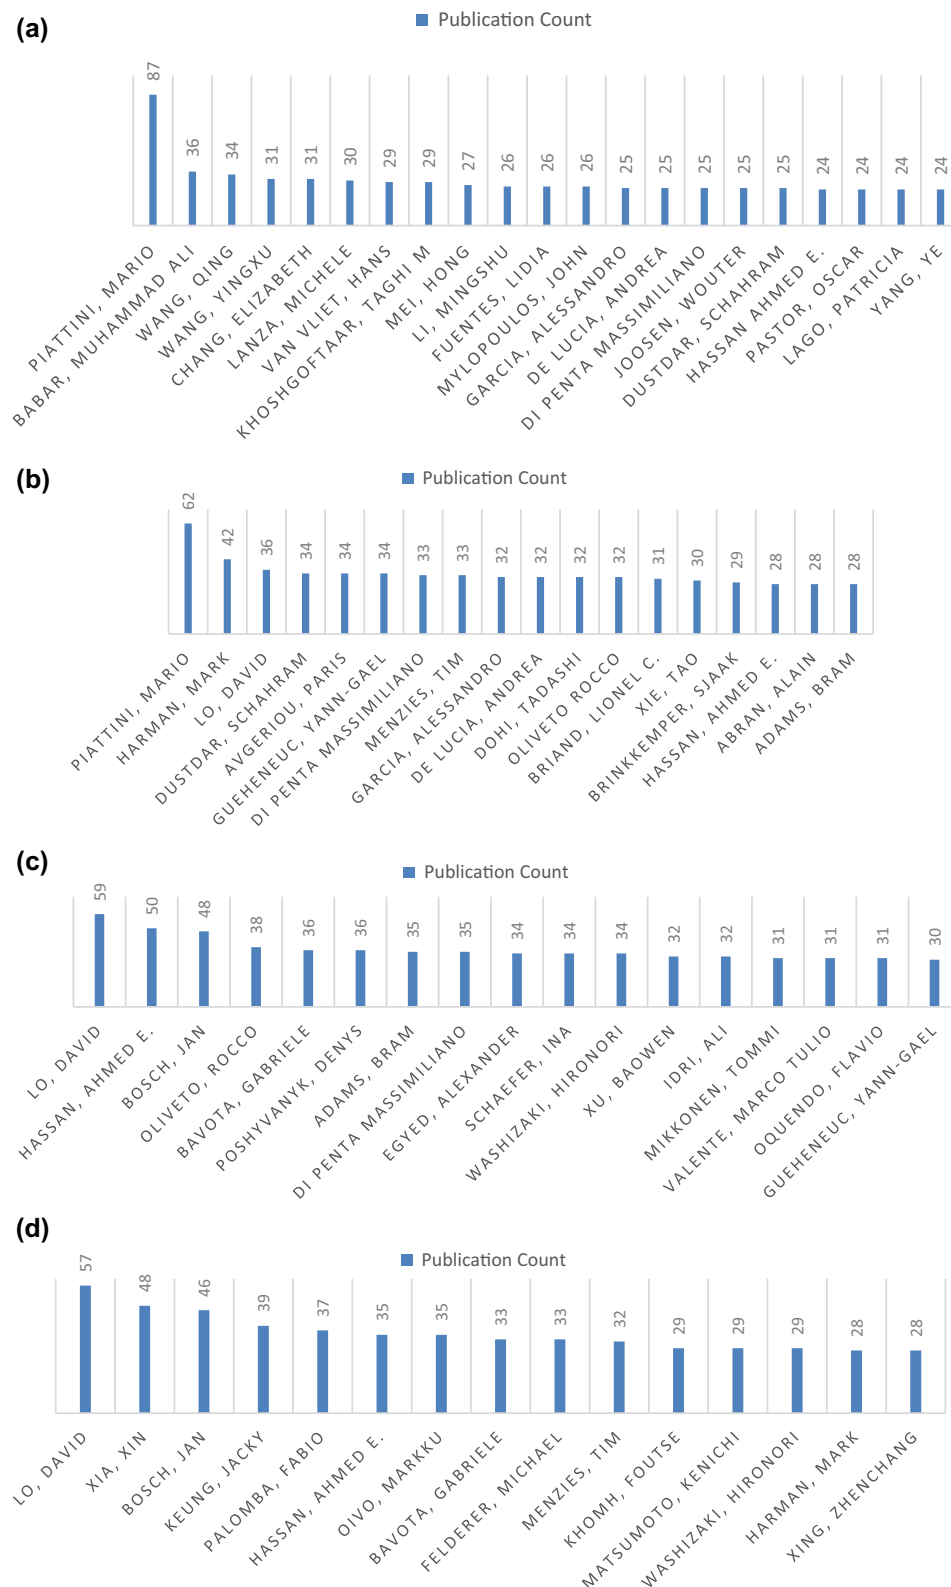 (a)
Publication Count
87
36
34
31
31
30
29
29
27
26
26
26
25
25
25
25
25
24
24
24
24
PIATTINI, MARIO
BABAR, MUHAMMAD ALI
WANG, QING
WANG, YINGXU
CHANG, ELIZABETH
LANZA, MICHELE
VAN VLIET, HANS
KHOSHGOFTAAR, TAGHI M
MEI, HONG
LI, MINGSHU
FUENTES, LIDIA
MYLOPOULOS, JOHN
GARCIA, ALESSANDRO
DE LUCIA, ANDREA
DI PENTA MASSIMILIANO
JOOSEN, WOUTER
DUSTDAR, SCHAHRAM
HASSAN AHMED E.
PASTOR, OSCAR
LAGO, PATRICIA
YANG, YE
(b)
Publication Count
62
42
36
34
34
34
33
33
32
32
32
32
31
30
29
28
28
28
PIATTINI, MARIO
HARMAN, MARK
LO, DAVID
DUSTDAR, SCHAHRAM
AVGERIOU, PARIS
GUEHENEUC, YANN-GAEL
DI PENTA MASSIMILIANO
MENZIES, TIM
GARCIA, ALESSANDRO
DE LUCIA, ANDREA
DOHI, TADASHI
OLIVETO ROCCO
BRIAND, LIONEL C.
XIE, TAO
BRINKKEMPER, SJAAK
HASSAN, AHMED E.
ABRAN, ALAIN
ADAMS, BRAM
(c)
Publication Count
59
50
48
38
36
36
35
35
34
34
34
32
32
31
31
31
30
LO, DAVID
HASSAN, AHMED E.
BOSCH, JAN
OLIVETO, ROCCO
BAVOTA, GABRIELE
POSHYVANYK, DENYS
ADAMS, BRAM
DI PENTA MASSIMILIANO
EGYED, ALEXANDER
SCHAEFER, INA
WASHIZAKI, HIRONORI
XU, BAOWEN
IDRI, ALI
MIKKONEN, TOMMI
VALENTE, MARCO TULIO
OQUENDO, FLAVIO
GUEHENEUC, YANN-GAEL
(d)
Publication Count
57
48
46
39
37
35
35
33
33
32
29
29
29
28
28
LO, DAVID
XIA, XIN
BOSCH, JAN
KEUNG, JACKY
PALOMBA, FABIO
HASSAN, AHMED E.
OIVO, MARKKU
BAVOTA, GABRIELE
FELDERER, MICHAEL
MENZIES, TIM
KHOMH, FOUTSE
MATSUMOTO, KENICHI
WASHIZAKI, HIRONORI
HARMAN, MARK
XING, ZHENCHANG